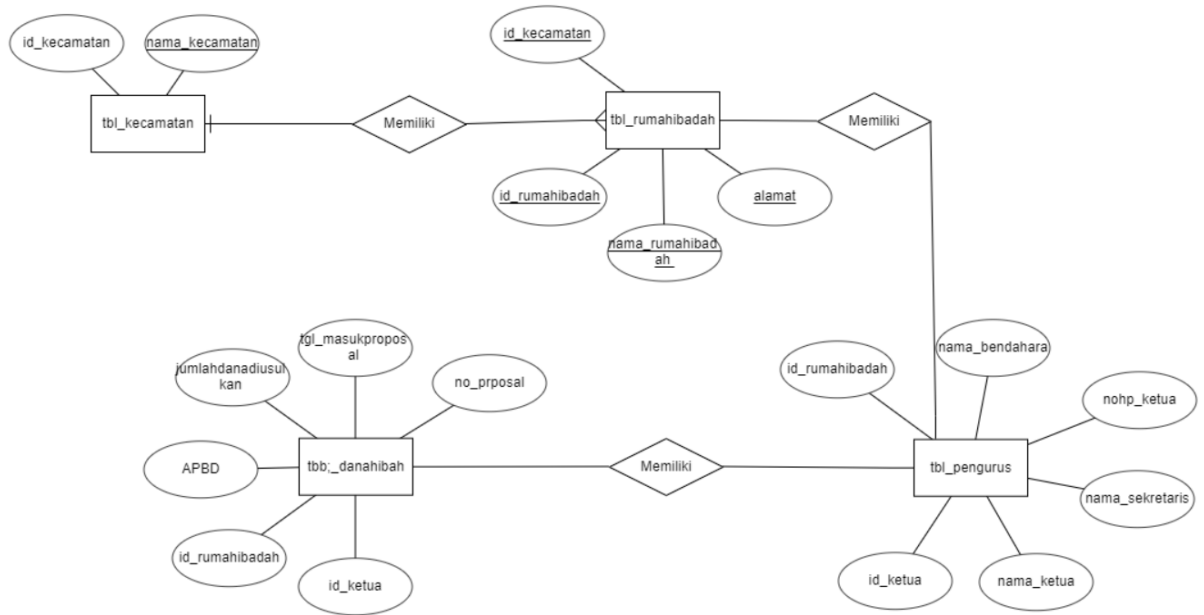 id_kecamatan
nama_kecamatan
id_kecamatan
tbl_kecamatan
Memiliki
tbl_rumahibadah
Memiliki
id_rumahibadah
alamat
nama_rumahibad
ah
tgl_masukpropos
al
jumlahdanadiusul
kan
no_prposal
APBD
tbb;_danahibah
id_rumahibadah
id_ketua
Memiliki
nama_bendahara
id_rumahibadah
nohp_ketua
tbl_pengurus
nama_sekretaris
id_ketua
nama_ketua